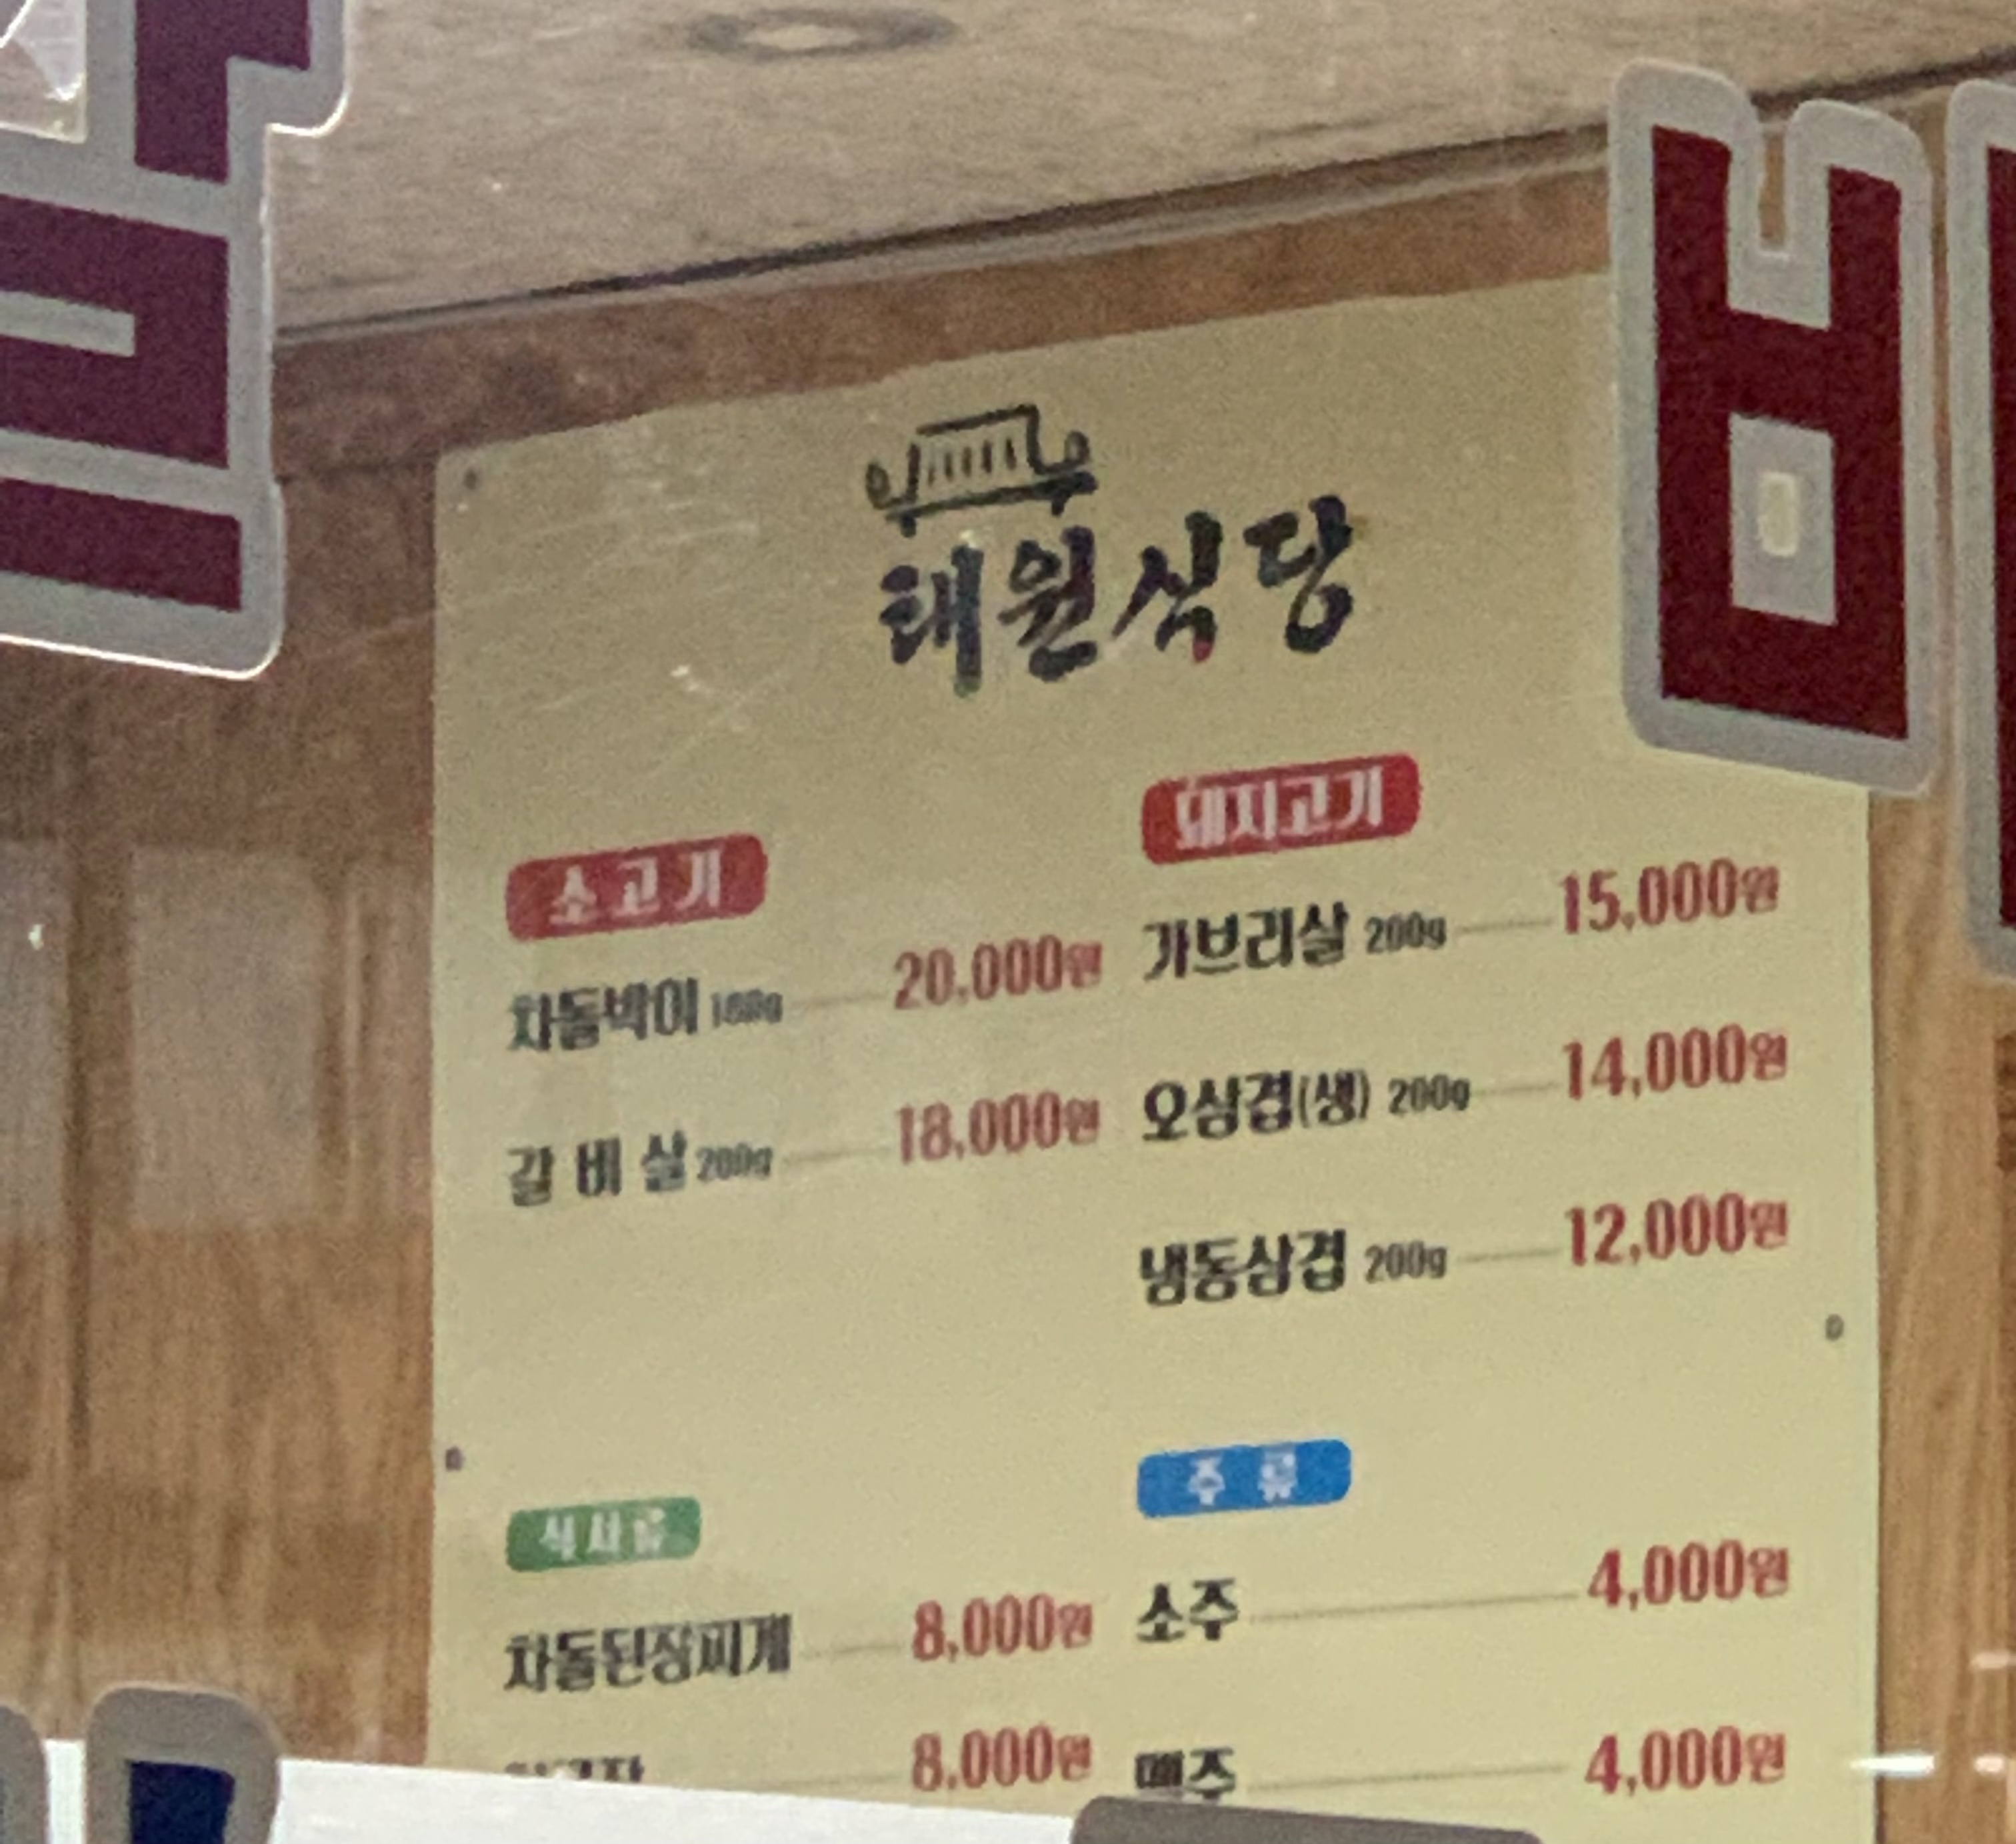 태원식당
소고기
차돌박이 20,000원
갈비살 200g 18,000원
돼지고기
가브리살 200g 15,000원
오삼겹(생) 200g 14,000원
냉동삼겹 200g 12,000원
식사류
차돌된장찌개 8,000원
8,000원
주류
소주 4,000원
맥주 4,000원